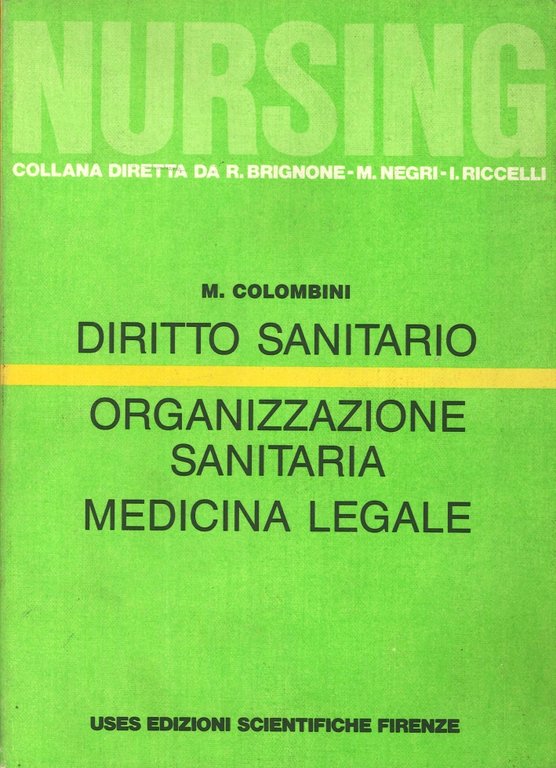 NURSING
COLLANA DIRETTA DA R. BRIGNONE - M. NEGRI - I. RICCELLI
M. COLOMBINI
DIRITTO SANITARIO
ORGANIZZAZIONE
SANITARIA
MEDICINA LEGALE
USES EDIZIONI SCIENTIFICHE FIRENZE